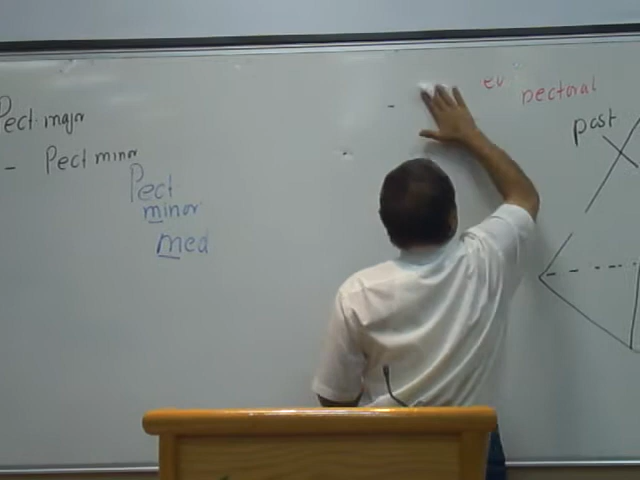 Pect major
- Pect minor
Pect
minor
med
pectoral
post